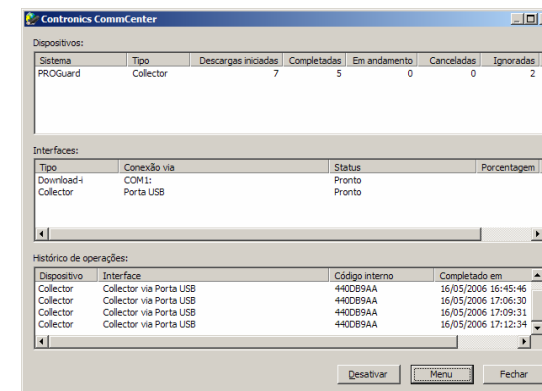 Contronics CommCenter
Dispositivos:
Sistema Tipo Descargas iniciadas Completadas Em andamento Canceladas Ignoradas
PROGuard Collector 7 5 0 0 2
Interfaces:
Tipo Conexão via Status Porcentagem
Download-i COM1: Pronto
Collector Porta USB Pronto
Histórico de operações:
Dispositivo Interface Código interno Completado em
Collector Collector via Porta USB 440DB9AA 16/05/2006 16:45:46
Collector Collector via Porta USB 440DB9AA 16/05/2006 17:06:30
Collector Collector via Porta USB 440DB9AA 16/05/2006 17:09:31
Collector Collector via Porta USB 440DB9AA 16/05/2006 17:12:34
Desativar Menu Fechar